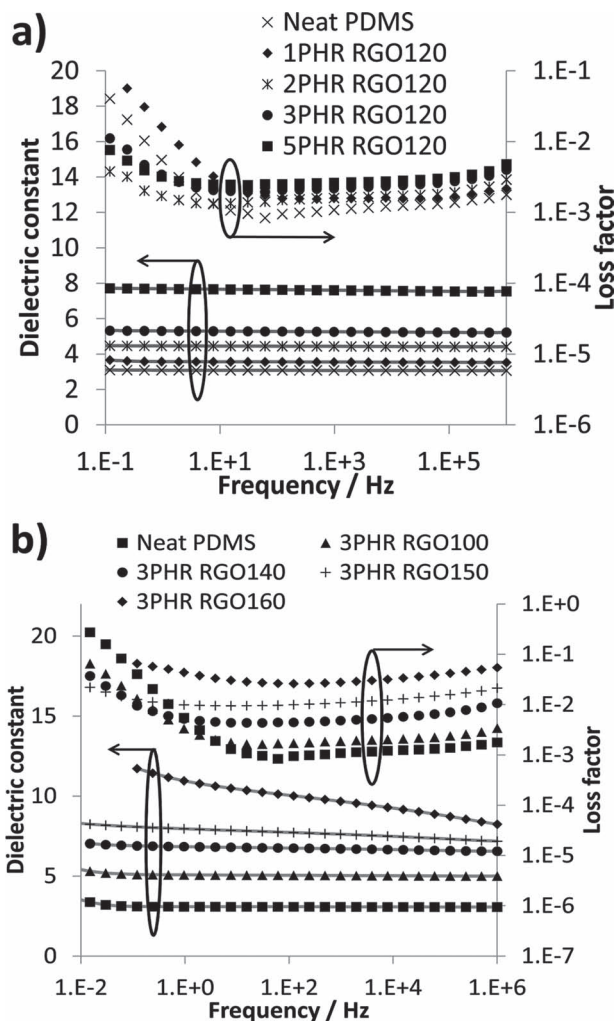 a)
Neat PDMS
1PHR RGO120
2PHR RGO120
3PHR RGO120
5PHR RGO120
20
18
16
14
12
10
8
6
4
2
0
Dielectric constant
1.E-1
1.E-2
1.E-3
1.E-4
1.E-5
1.E-6
Loss factor
1.E-1 1.E+1 1.E+3 1.E+5
Frequency / Hz
b)
Neat PDMS 3PHR RGO100
3PHR RGO140 3PHR RGO150
3PHR RGO160
20
15
10
5
0
Dielectric constant
1.E+0
1.E-1
1.E-2
1.E-3
1.E-4
1.E-5
1.E-6
1.E-7
Loss factor
1.E-2 1.E+0 1.E+2 1.E+4 1.E+6
Frequency / Hz